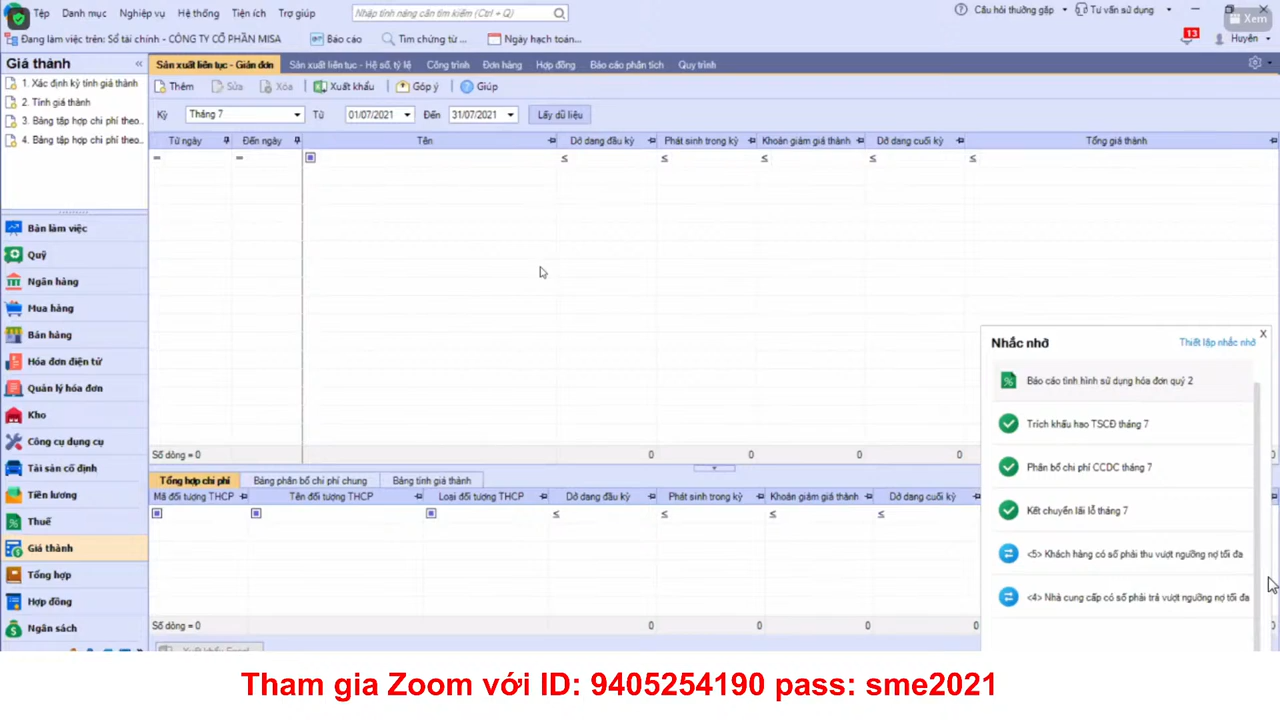 Tệp Danh mục Nghiệp vụ Hệ thống Tiện ích Trợ giúp Nhập tính năng cần tìm kiếm (Ctrl + Q) Câu hỏi thường gặp Tư vấn sử dụng
Xem
Đang làm việc trên: Sổ tài chính - CÔNG TY CỔ PHẦN MISA Báo cáo Tìm chứng từ ... Ngày hạch toán... 13 Huyền
Giá thành « Sản xuất liên tục - Giản đơn Sản xuất liên tục - Hệ số, tỷ lệ Công trình Đơn hàng Hợp đồng Báo cáo phân tích Quy trình
1. Xác định kỳ tính giá thành
2. Tính giá thành
3. Bảng tập hợp chi phí theo..
4. Bảng tập hợp chi phí theo...
Thêm Sửa Xóa Xuất khẩu Góp ý Giúp
Kỳ Tháng 7 Từ 01/07/2021 Đến 31/07/2021 Lấy dữ liệu
Từ ngày Đến ngày Tên Dở dang đầu kỳ Phát sinh trong kỳ Khoản giảm giá thành Dở dang cuối kỳ Tổng giá thành
= = ≤ ≤ ≤ ≤ ≤
Bàn làm việc
Quỹ
Ngân hàng
Mua hàng
Bán hàng
Hóa đơn điện tử
Quản lý hóa đơn
Kho
Công cụ dụng cụ
Tài sản cố định
Tiền lương
Thuế
Giá thành
Tổng hợp
Hợp đồng
Ngân sách
Số dòng = 0 0 0 0 0 0
Tổng hợp chi phí Bảng phân bổ chi phí chung Bảng tính giá thành
Mã đối tượng THCP Tên đối tượng THCP Loại đối tượng THCP Dở dang đầu kỳ Phát sinh trong kỳ Khoản giảm giá thành Dở dang cuối kỳ
≤ ≤ ≤ ≤
Số dòng = 0 0 0 0 0 0
Xuất khẩu Excel
Nhắc nhở Thiết lập nhắc nhở X
Báo cáo tình hình sử dụng hóa đơn quý 2
Trích khấu hao TSCĐ tháng 7
Phân bổ chi phí CCDC tháng 7
Kết chuyển lãi lỗ tháng 7
<5> Khách hàng có số phải thu vượt ngưỡng nợ tối đa
<4> Nhà cung cấp có số phải trả vượt ngưỡng nợ tối đa
Tham gia Zoom với ID: 9405254190 pass: sme2021